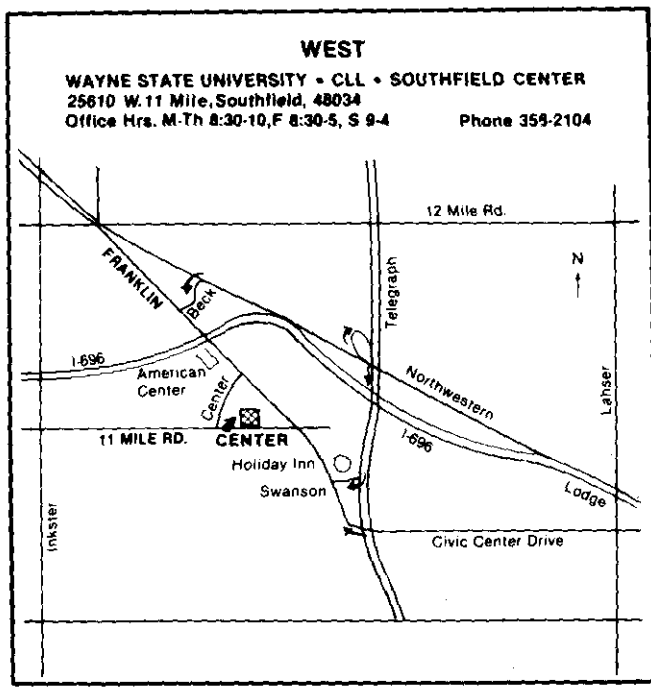 WEST
WAYNE STATE UNIVERSITY • CLL • SOUTHFIELD CENTER
25610 W. 11 Mile, Southfield, 48034
Office Hrs. M-Th 8:30-10, F 8:30-5, S 9-4 Phone 358-2104
12 Mile Rd.
FRANKLIN
N
Beck
Telegraph
I-696
American
Center
Northwestern
Lahser
Center
11 MILE RD.
CENTER
I-696
Holiday Inn
Swanson
Lodge
Inkster
Civic Center Drive